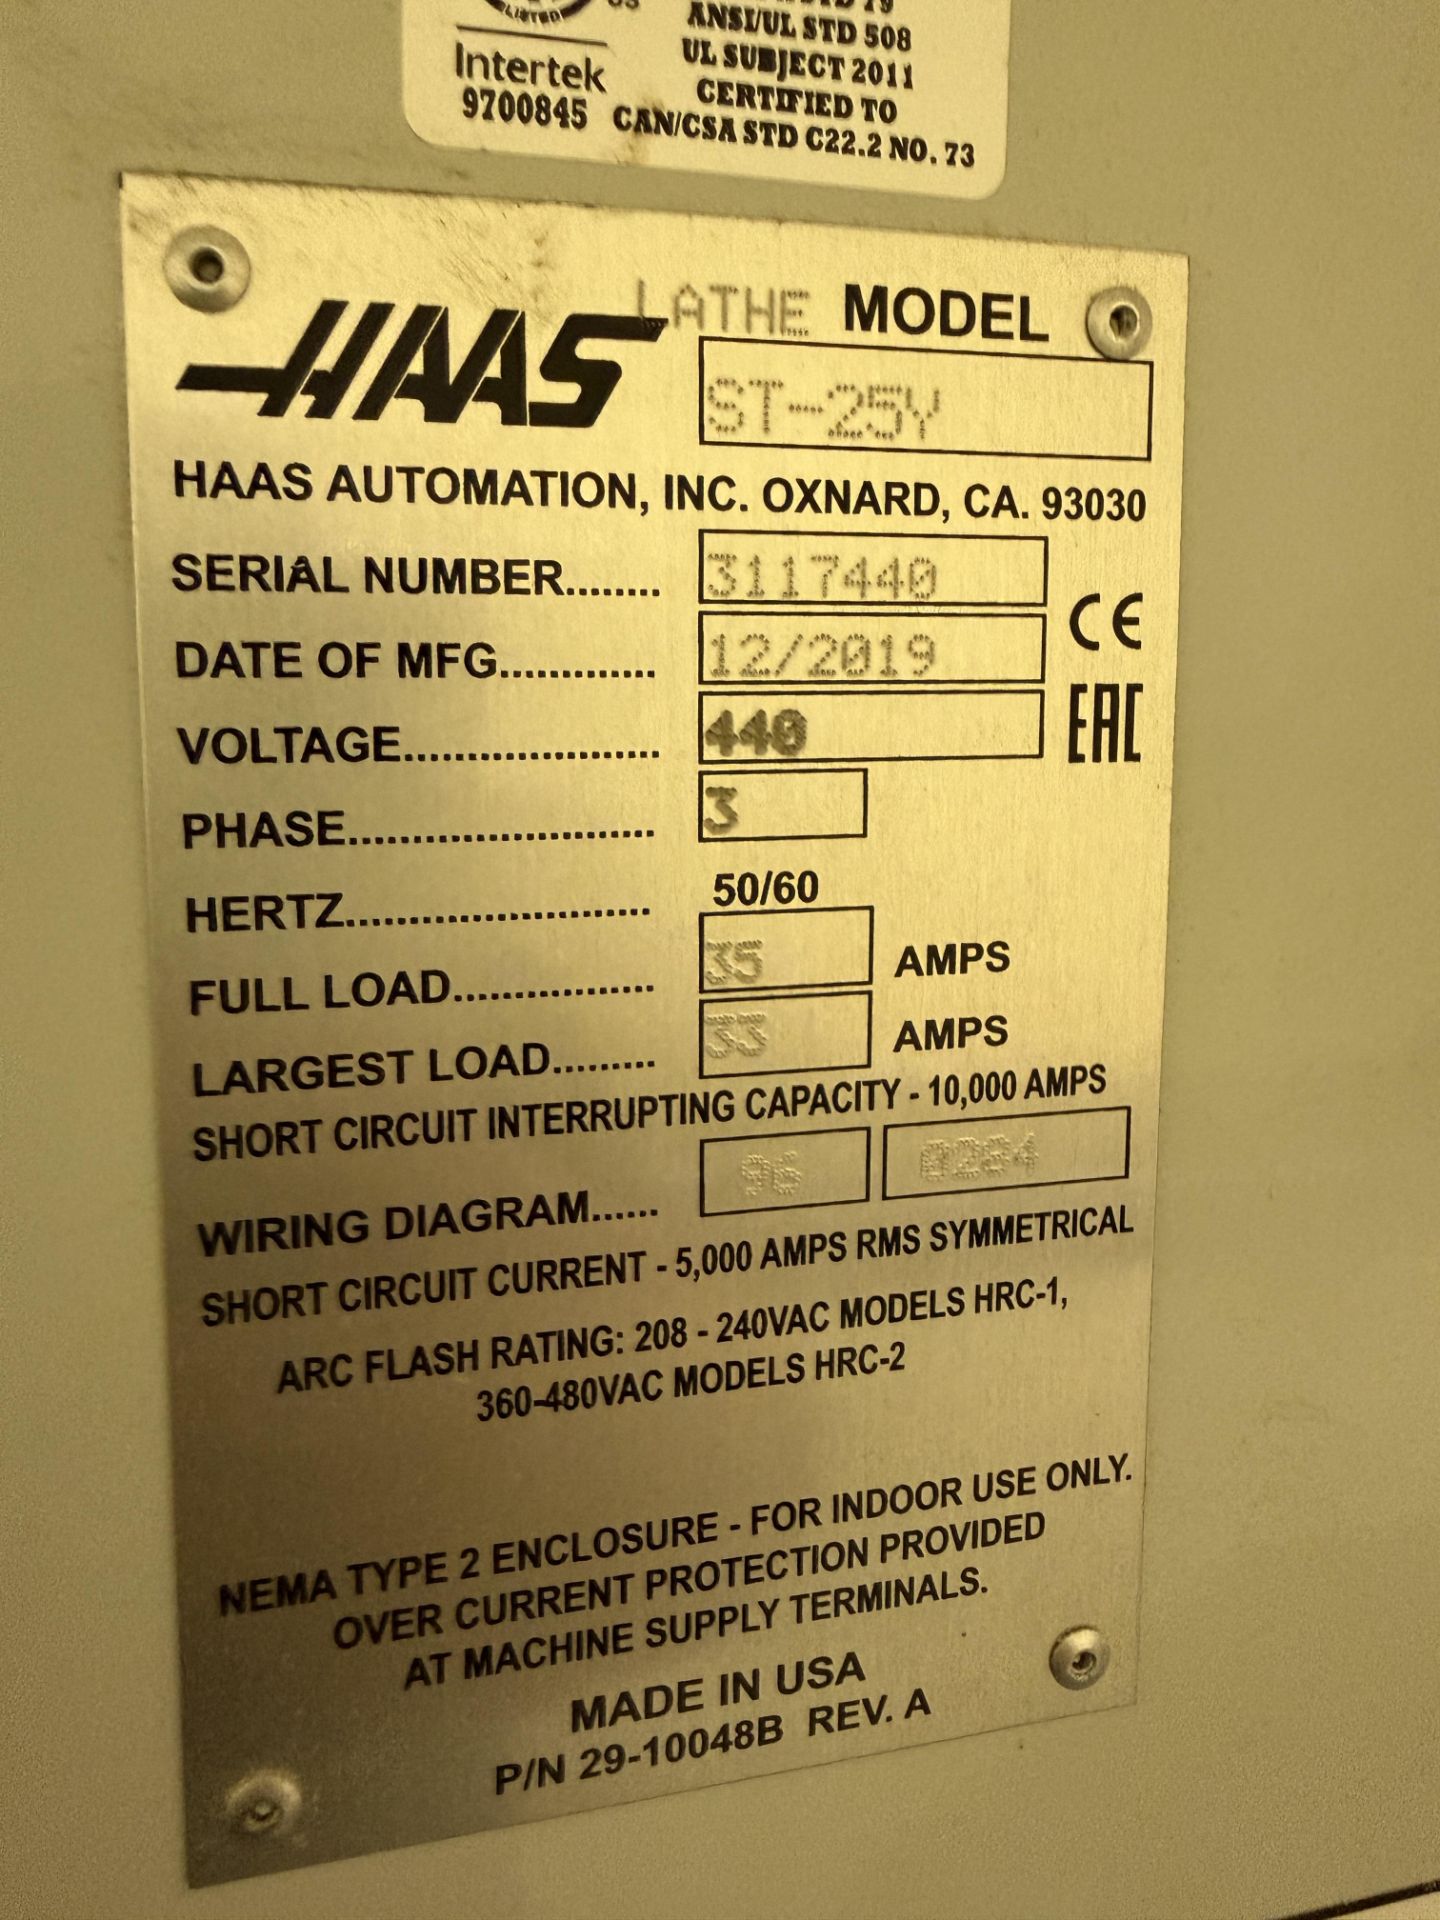 LISTED
US
ANSI/UL STD 508
UL SUBJECT 2011
CERTIFIED TO
CAN/CSA STD C22.2 NO. 73
Intertek
9700845
HAAS
LATHE MODEL
ST-25Y
HAAS AUTOMATION, INC. OXNARD, CA. 93030
SERIAL NUMBER........ 3117440
CE
DATE OF MFG............. 12/2019
VOLTAGE..................... 440
EAC
PHASE........................ 3
HERTZ........................ 50/60
FULL LOAD................ 35 AMPS
LARGEST LOAD......... 33 AMPS
SHORT CIRCUIT INTERRUPTING CAPACITY - 10,000 AMPS
WIRING DIAGRAM...... 96
SHORT CIRCUIT CURRENT - 5,000 AMPS RMS SYMMETRICAL
ARC FLASH RATING: 208 - 240VAC MODELS HRC-1,
360-480VAC MODELS HRC-2
NEMA TYPE 2 ENCLOSURE - FOR INDOOR USE ONLY.
OVER CURRENT PROTECTION PROVIDED
AT MACHINE SUPPLY TERMINALS.
MADE IN USA
P/N 29-10048B REV. A